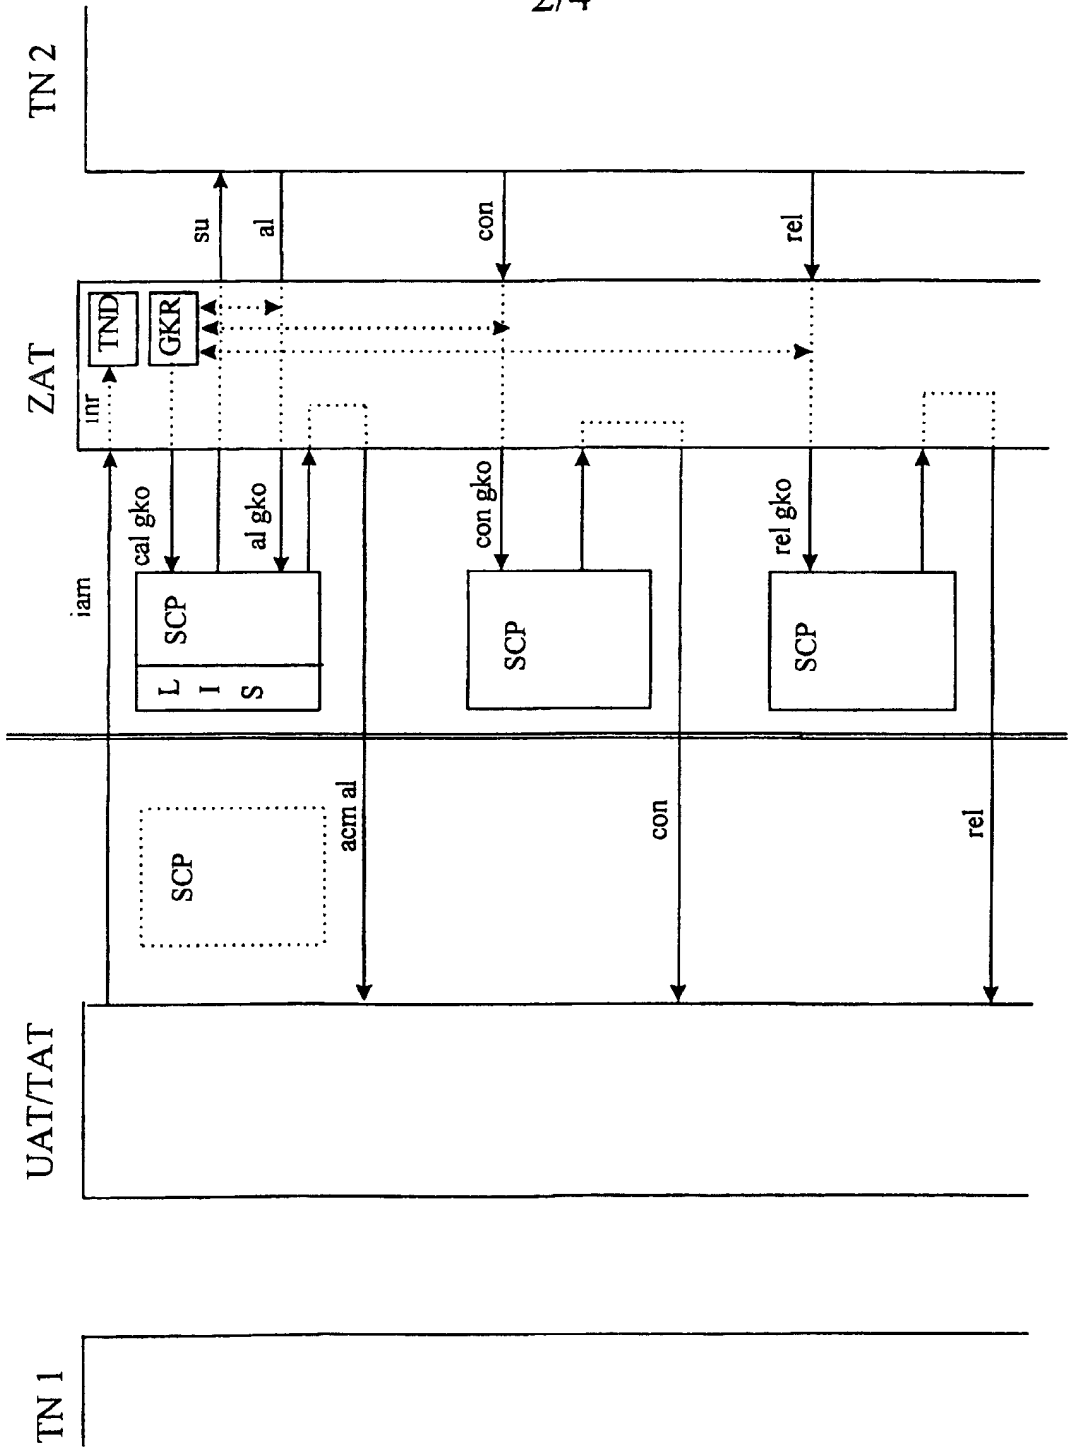 2/4
TN 1
UAT/TAT
ZAT
TN 2
iam
inr
TND
GKR
cal gko
SCP
L
I
S
SCP
su
al gko
al
acm al
con gko
con
SCP
con
rel gko
rel
SCP
rel